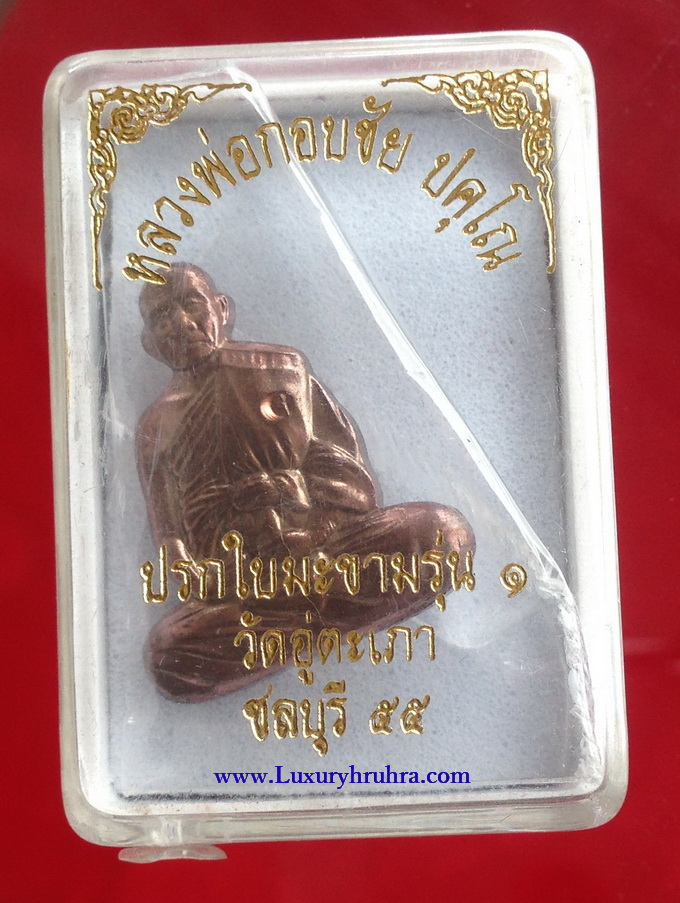 หลวงพ่อกอบชัย ปคุโณ
ปรกใบมะขามรุ่น ๑
วัดอู่ตะเภา
ชลบุรี ๕๕
www.Luxuryhruhra.com